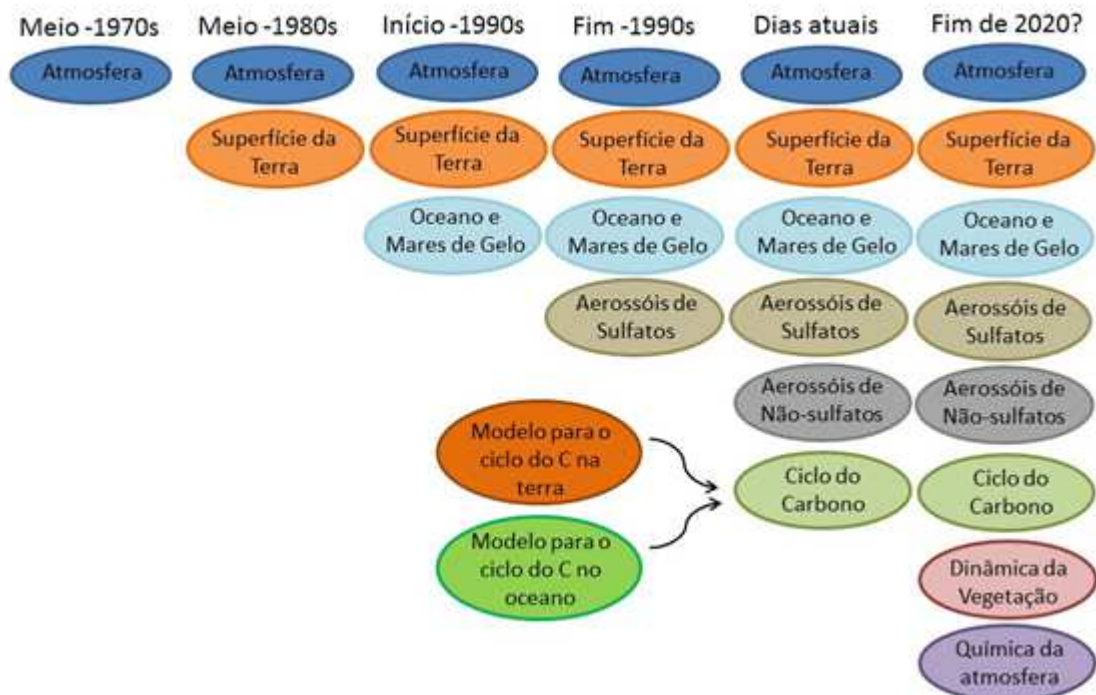 Meio -1970s
Meio -1980s
Início -1990s
Fim -1990s
Dias atuais
Fim de 2020?
Atmosfera
Atmosfera
Atmosfera
Atmosfera
Atmosfera
Atmosfera
Superfície da
Terra
Superfície da
Terra
Superfície da
Terra
Superfície da
Terra
Superfície da
Terra
Oceano e
Mares de Gelo
Oceano e
Mares de Gelo
Oceano e
Mares de Gelo
Oceano e
Mares de Gelo
Aerossóis de
Sulfatos
Aerossóis de
Sulfatos
Aerossóis de
Sulfatos
Aerossóis de
Não-sulfatos
Aerossóis de
Não-sulfatos
Modelo para o
ciclo do C na
terra
Modelo para o
ciclo do C no
oceano
Ciclo do
Carbono
Ciclo do
Carbono
Dinâmica da
Vegetação
Química da
atmosfera